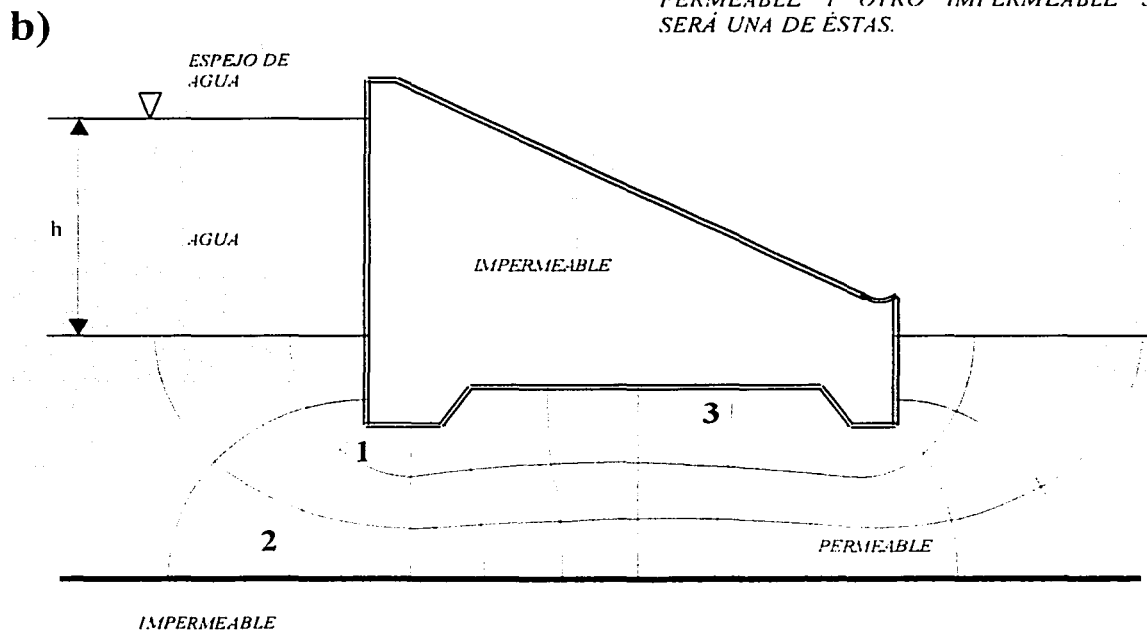 PERMEABLE Y OTRO IMPERMEABLE
SERÁ UNA DE ÉSTAS.
b)
ESPEJO DE
AGUA
h
AGUA
IMPERMEABLE
3
1
2
PERMEABLE
IMPERMEABLE